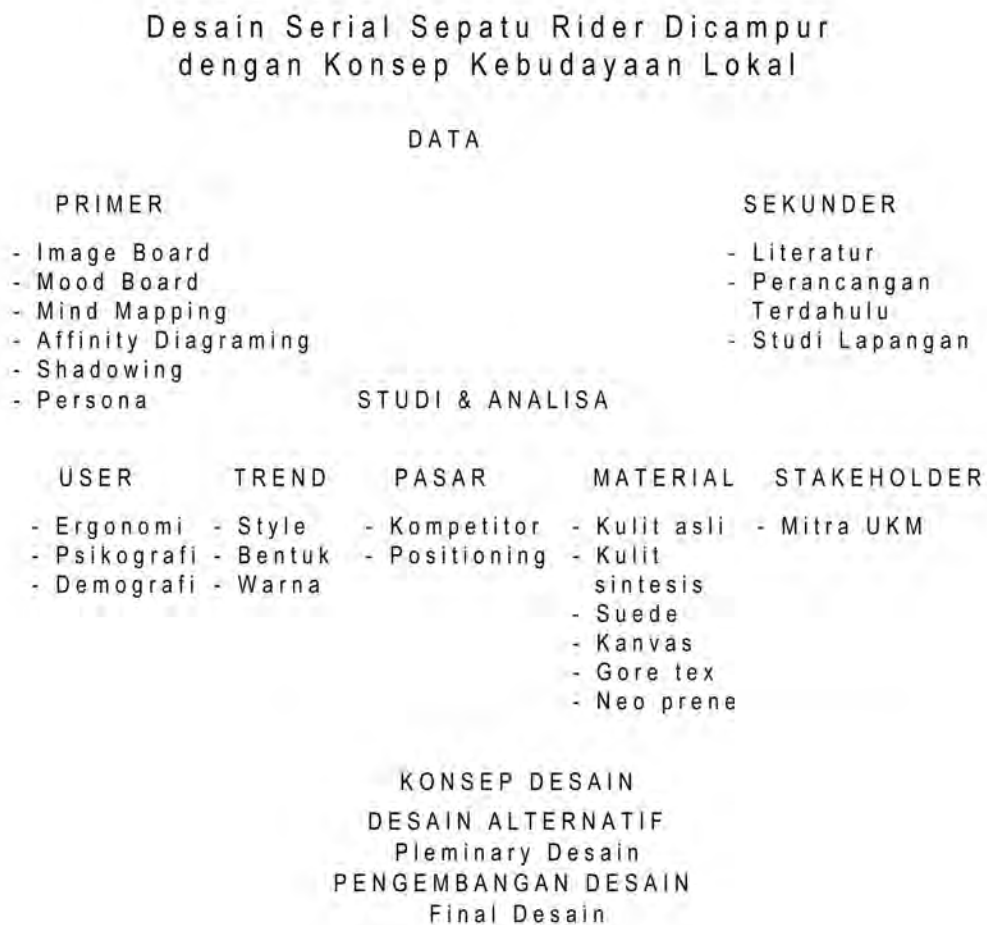 Desain Serial Sepatu Rider Dicampur
dengan Konsep Kebudayaan Lokal
DATA
PRIMER
- Image Board
- Mood Board
- Mind Mapping
- Affinity Diagraming
- Shadowing
- Persona
SEKUNDER
- Literatur
- Perancangan
Terdahulu
- Studi Lapangan
STUDI & ANALISA
USER
- Ergonomi
- Psikografi
- Demografi
TREND
- Style
- Bentuk
- Warna
PASAR
- Kompetitor
- Positioning
MATERIAL
- Kulit asli
- Kulit
sintesis
- Suede
- Kanvas
- Gore tex
- Neo prene
STAKEHOLDER
- Mitra UKM
KONSEP DESAIN
DESAIN ALTERNATIF
Pleminary Desain
PENGEMBANGAN DESAIN
Final Desain